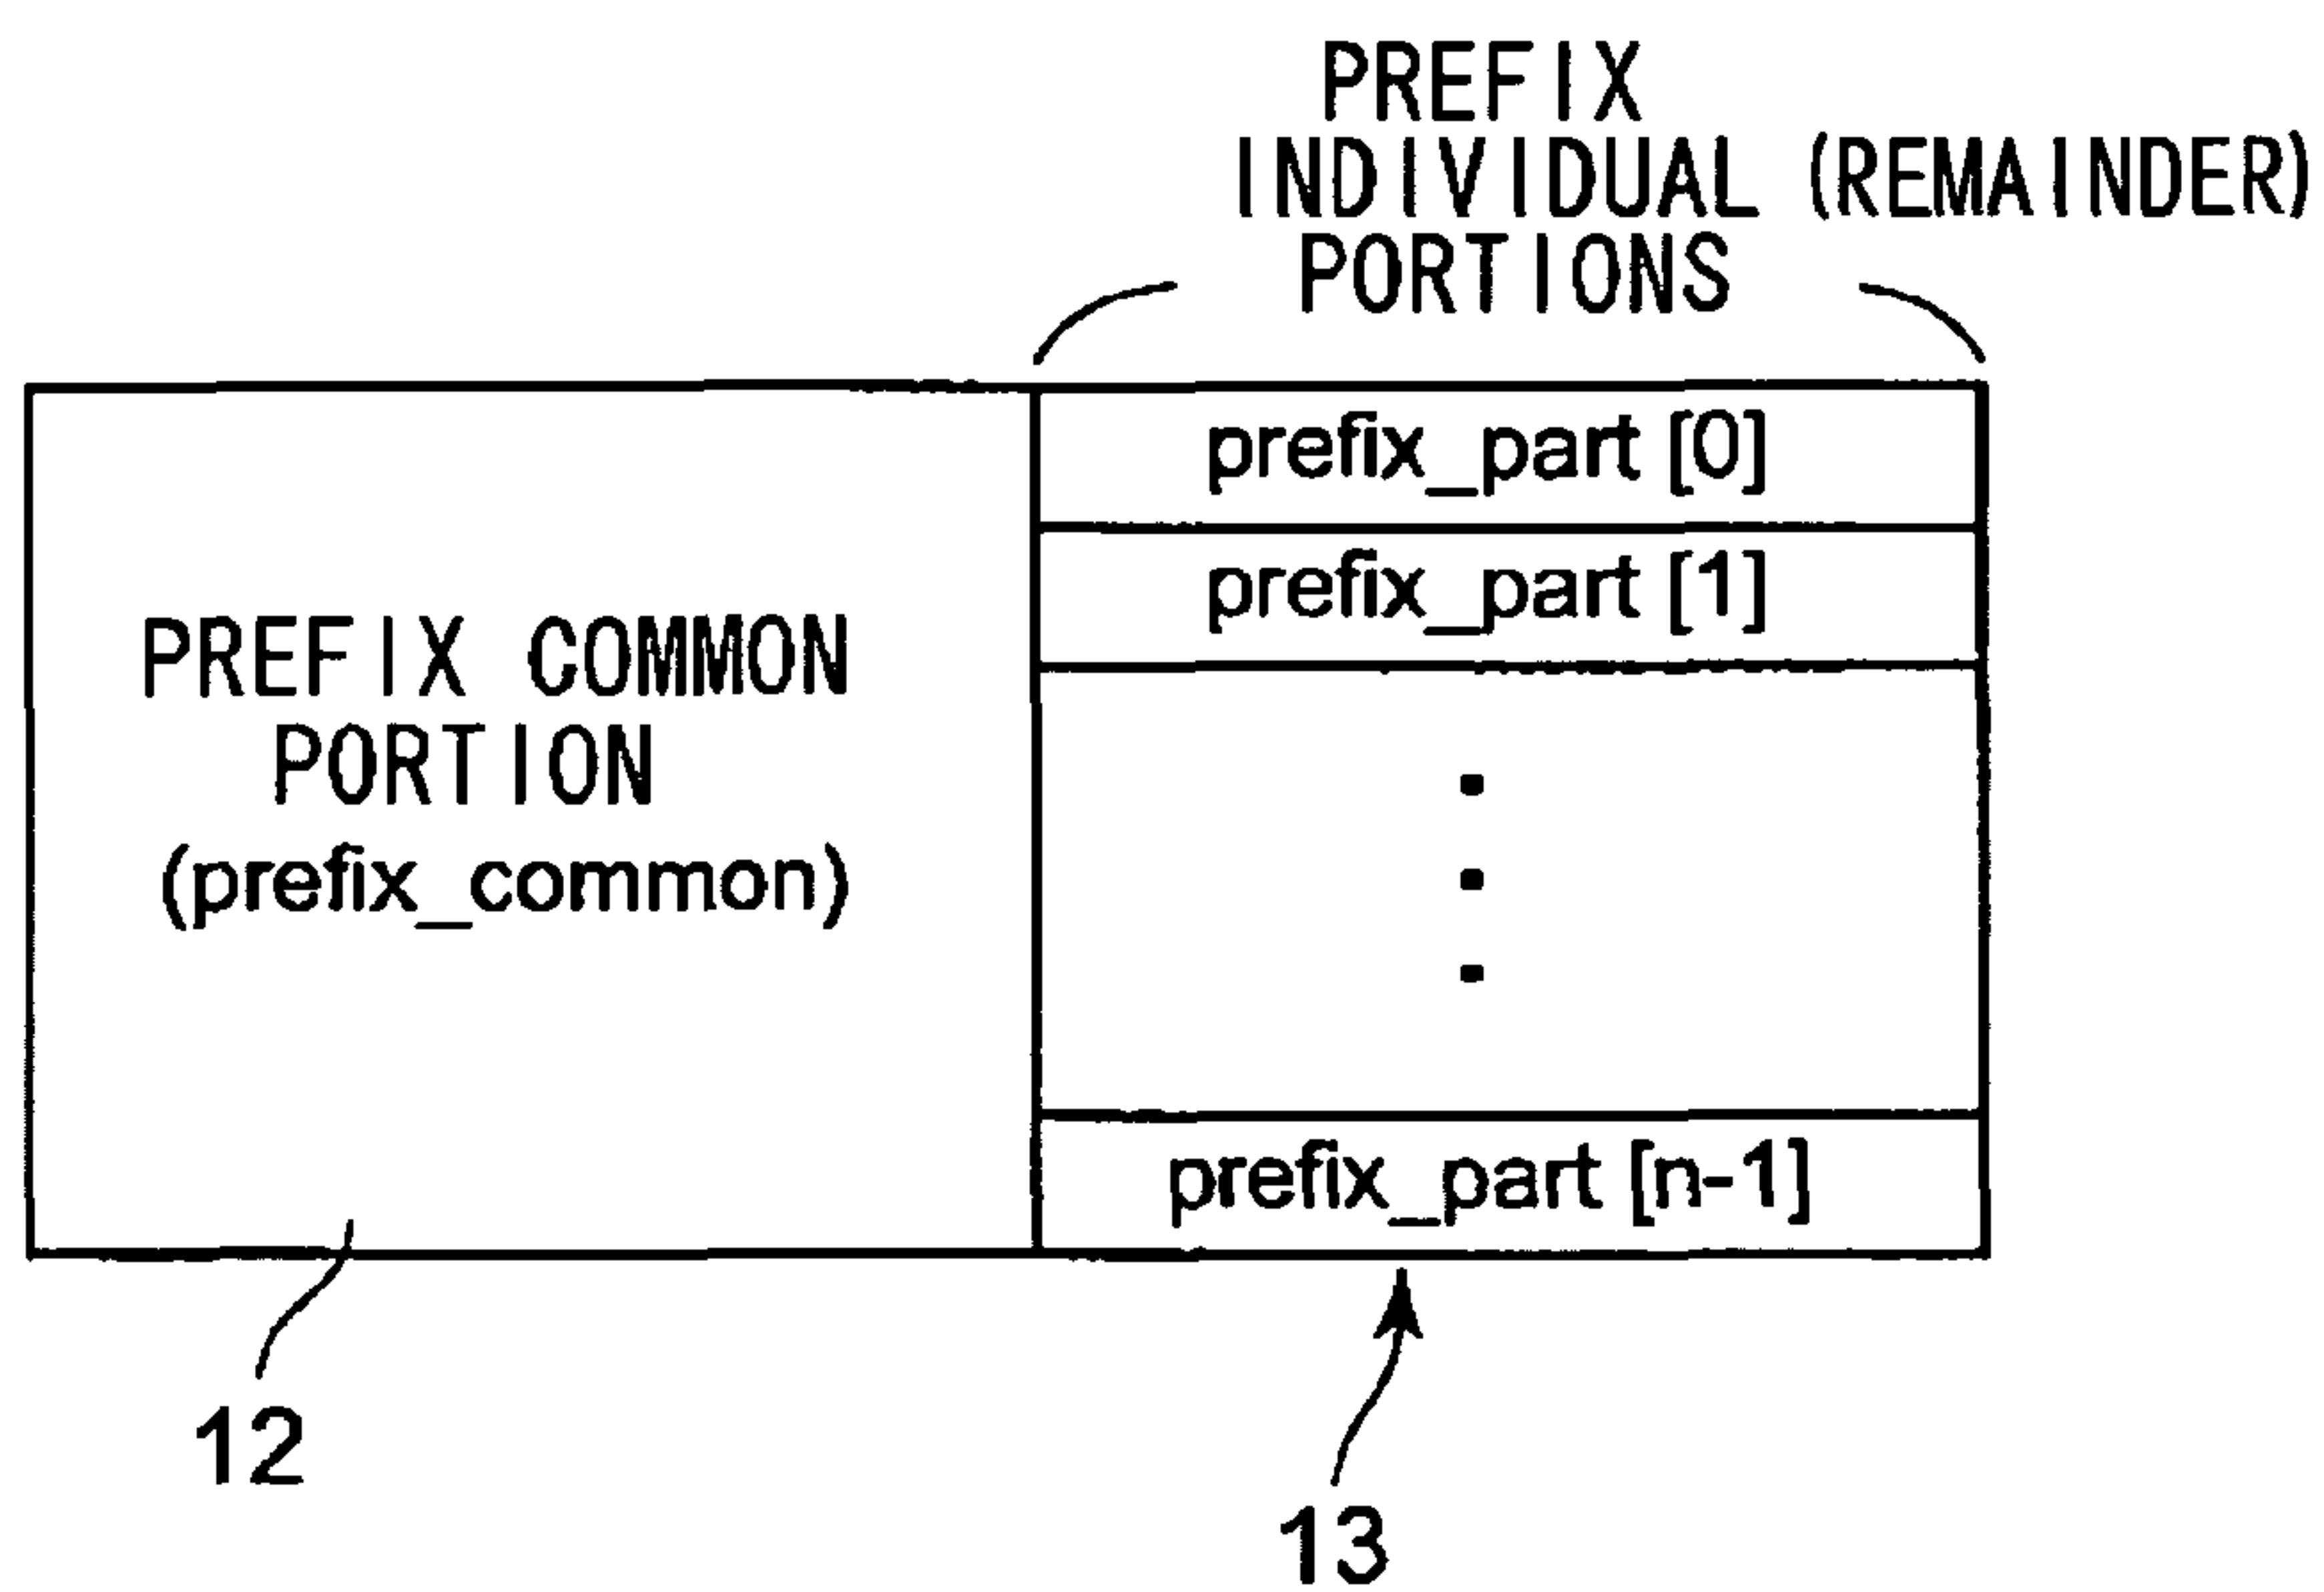 PREFIX
INDIVIDUAL (REMAINDER)
PORTIONS
prefix_part [0]
prefix_part [1]
PREFIX COMMON
PORTION
(prefix_common)
prefix_part [n-1]
12
13